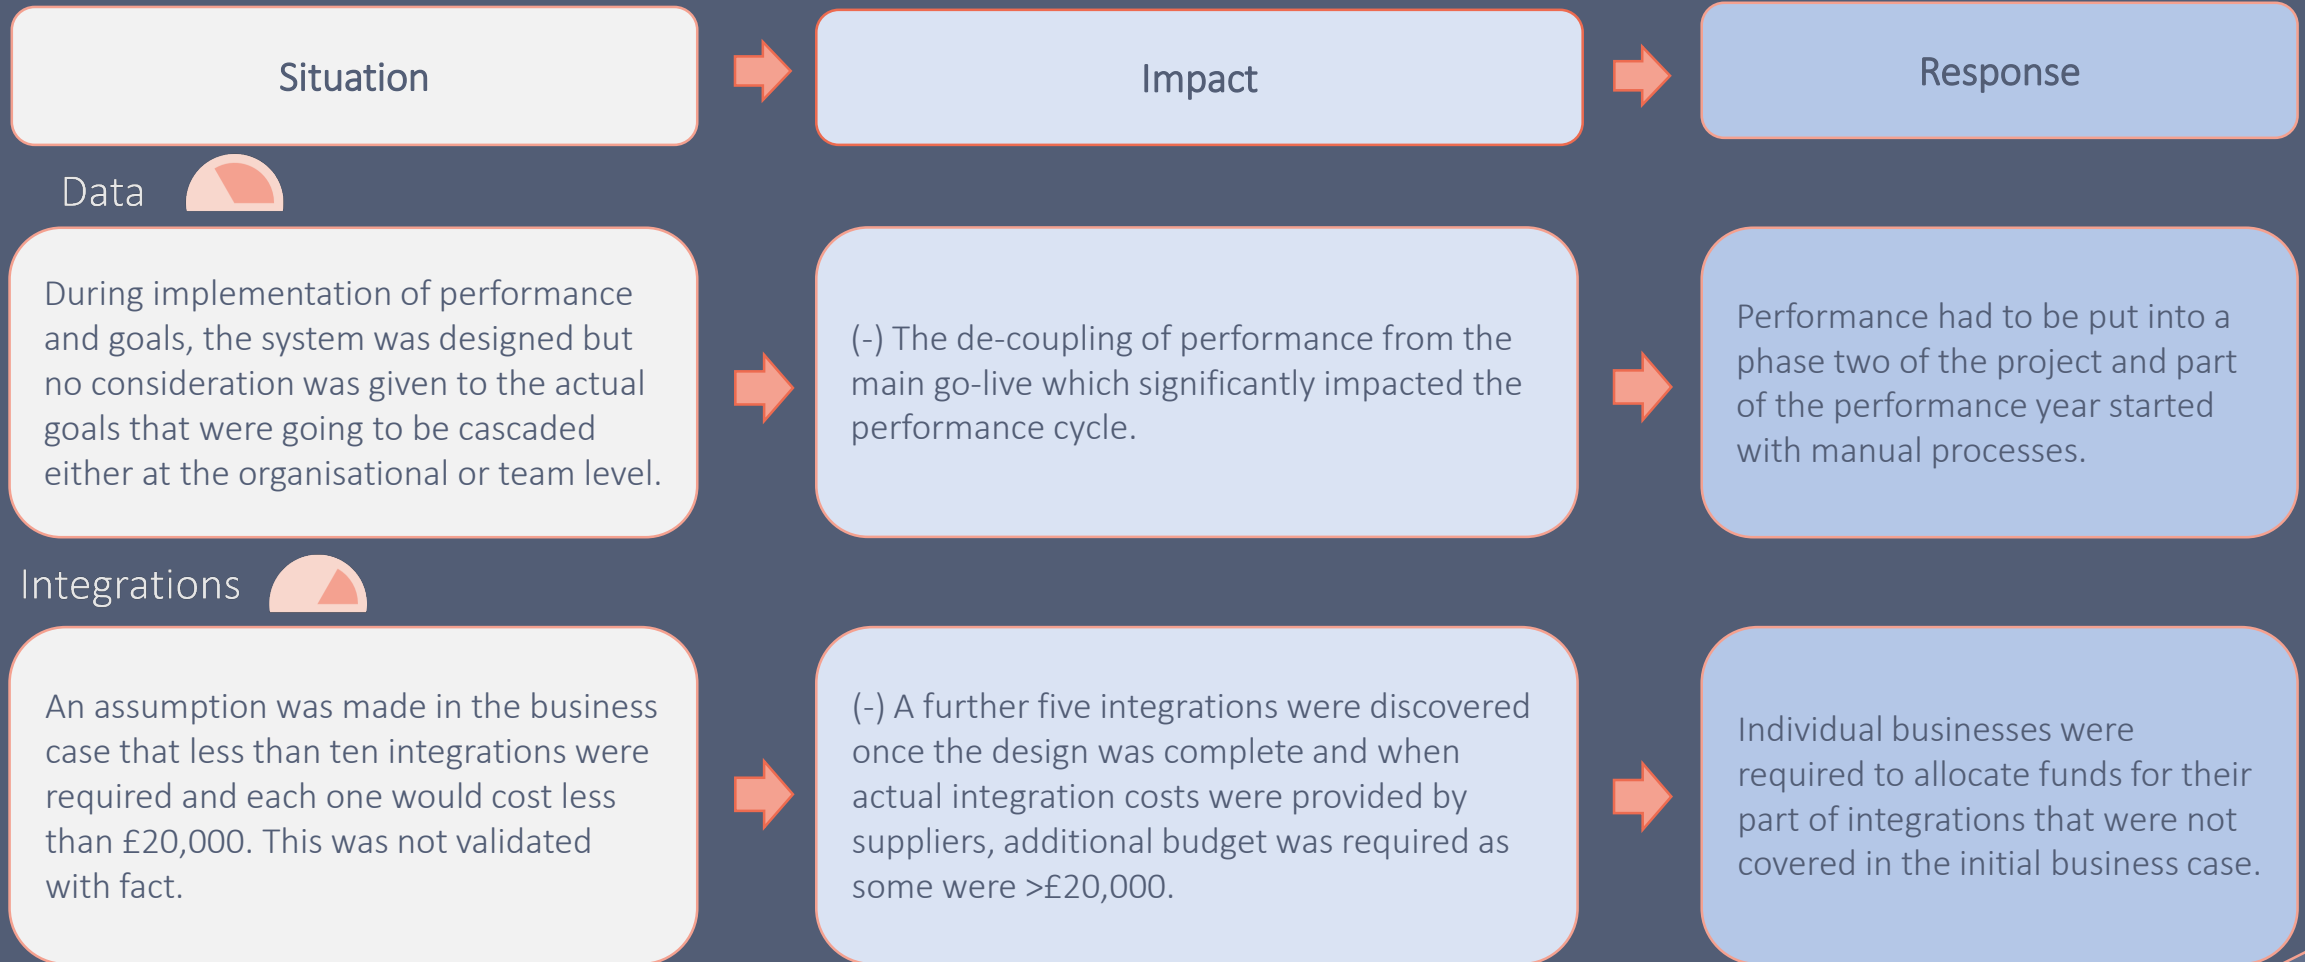 Situation
Impact
Response
Data
During implementation of performance
and goals, the system was designed but
no consideration was given to the actual
goals that were going to be cascaded
either at the organisational or team level.
(-) The de-coupling of performance from the
main go-live which significantly impacted the
performance cycle.
Performance had to be put into a
phase two of the project and part
of the performance year started
with manual processes.
Integrations
An assumption was made in the business
case that less than ten integrations were
required and each one would cost less
than £20,000. This was not validated
with fact.
(-) A further five integrations were discovered
once the design was complete and when
actual integration costs were provided by
suppliers, additional budget was required as
some were >£20,000.
Individual businesses were
required to allocate funds for their
part of integrations that were not
covered in the initial business case.